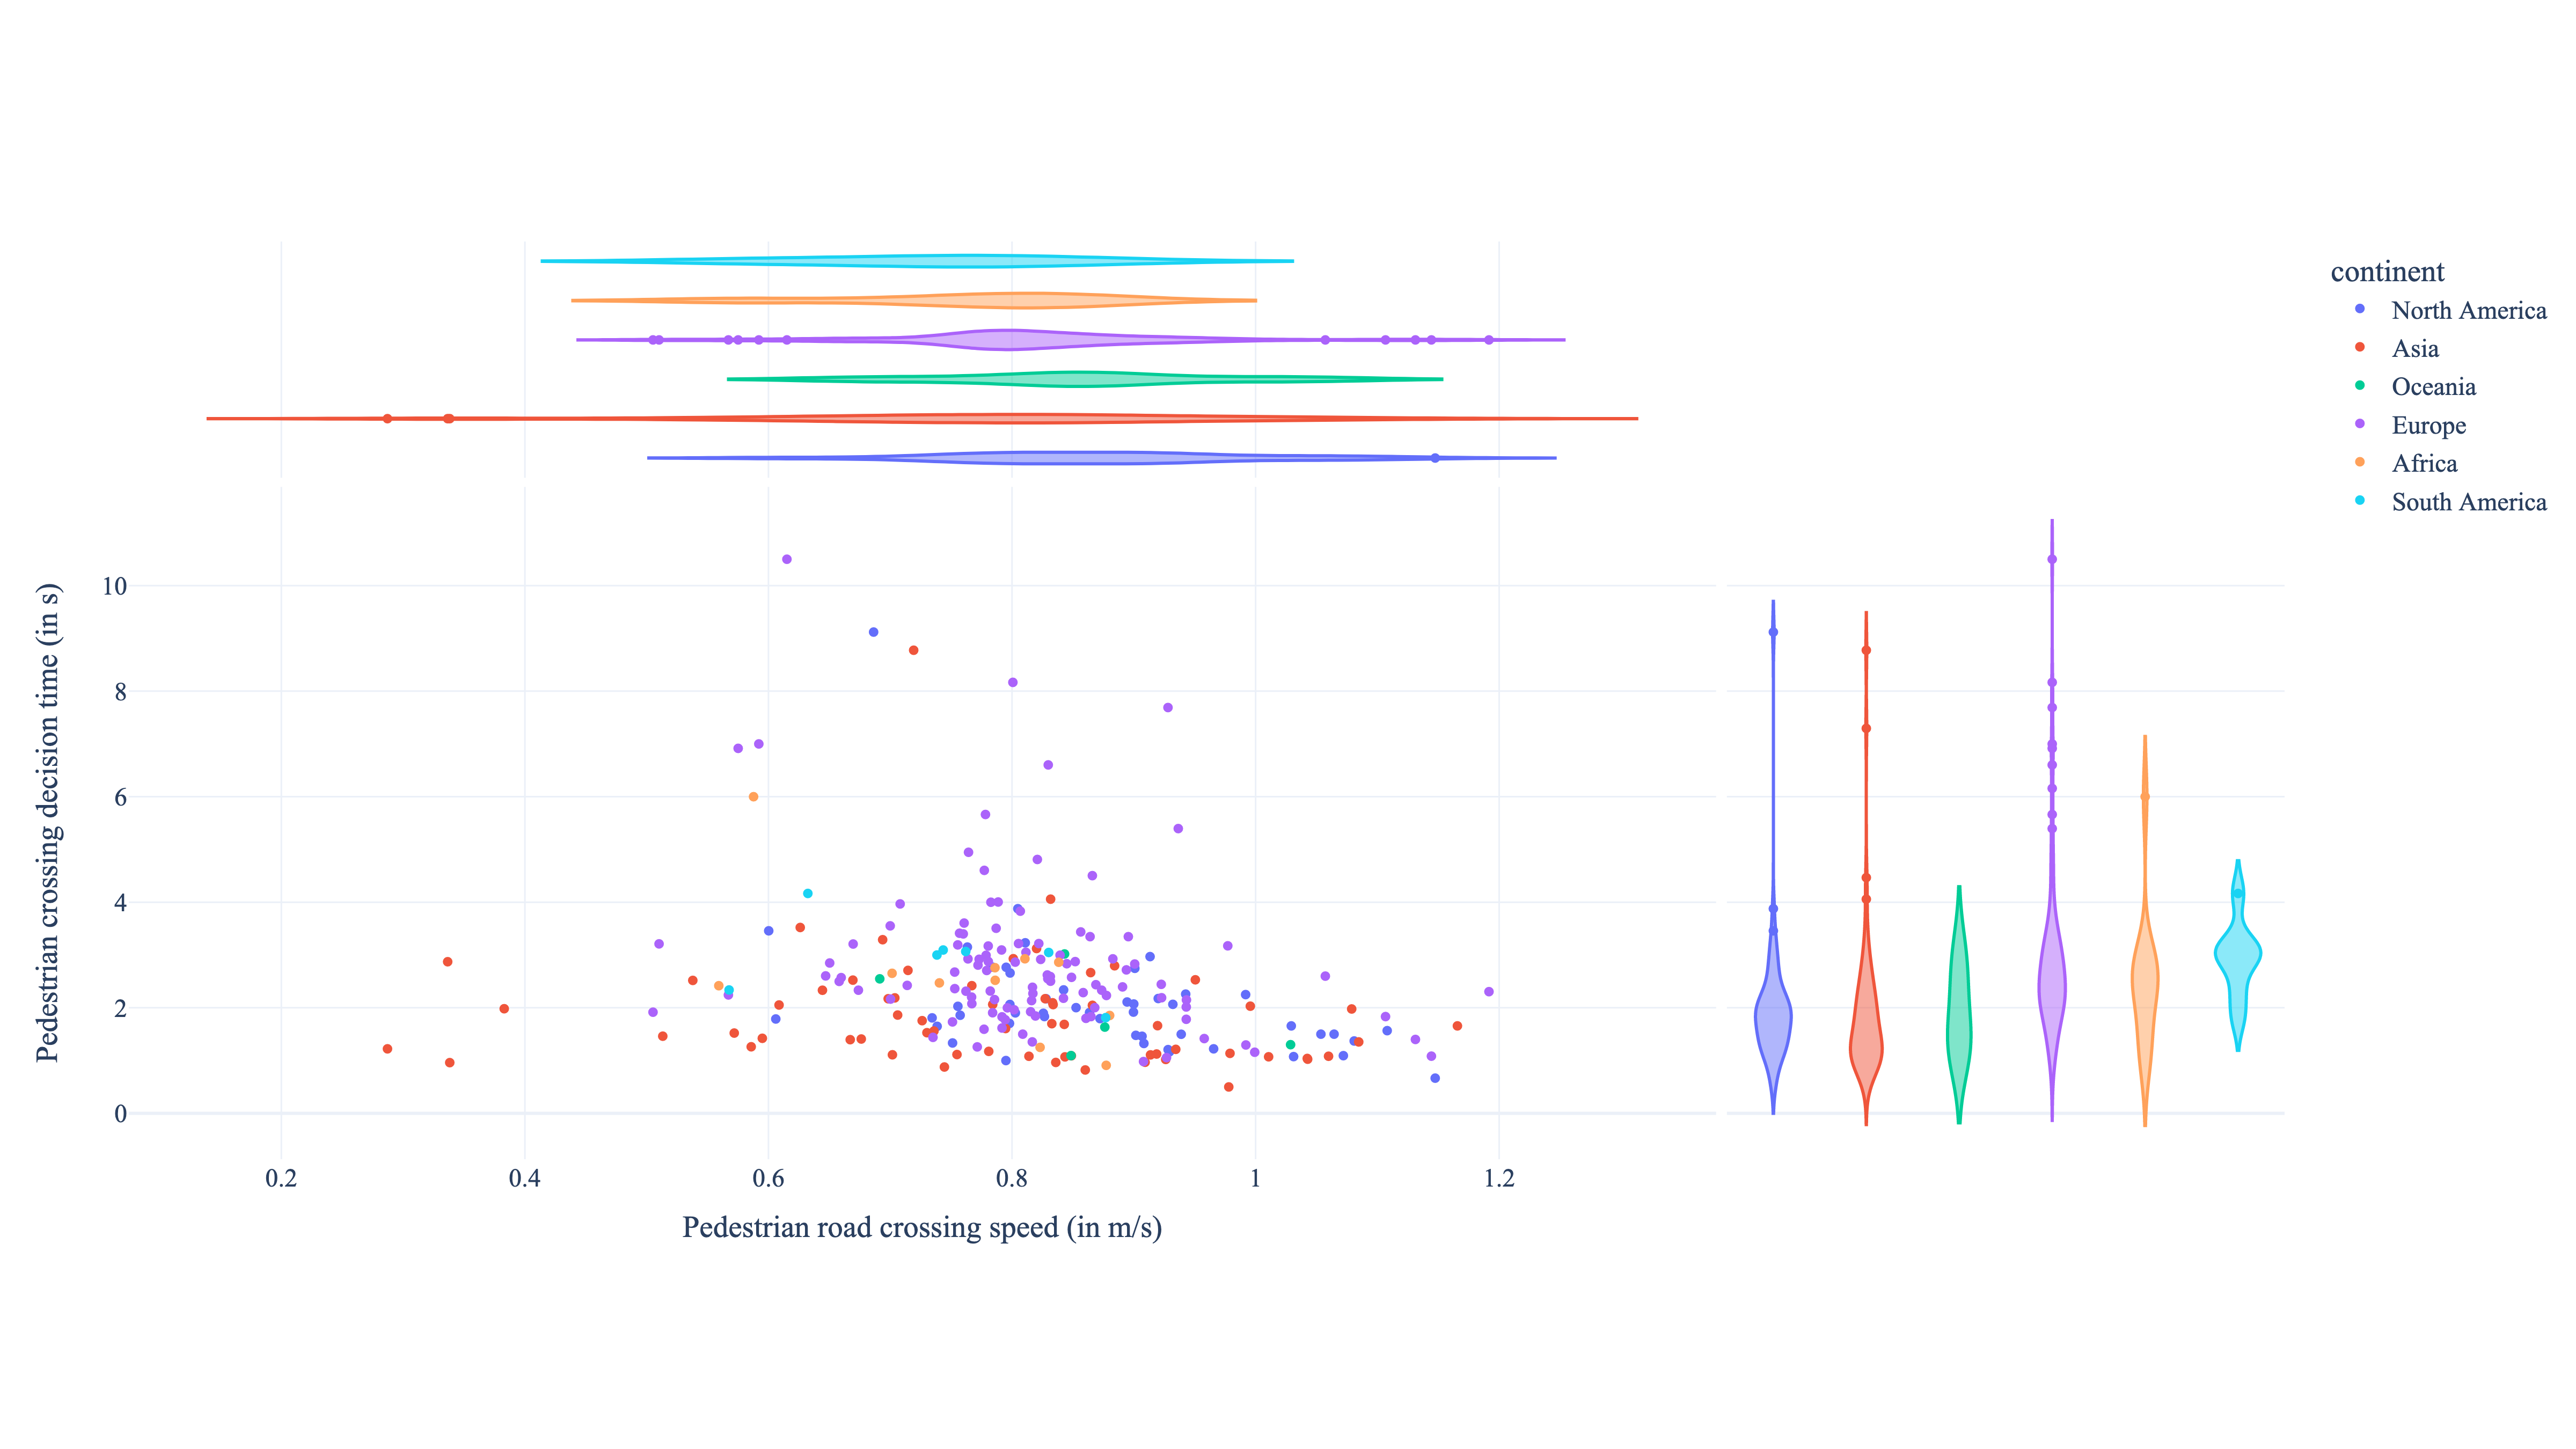 continent
North America
Asia
Oceania
Europe
Africa
South America
Pedestrian crossing decision time (in s)
10
8
6
4
2
0
0.2 0.4 0.6 0.8 1 1.2
Pedestrian road crossing speed (in m/s)